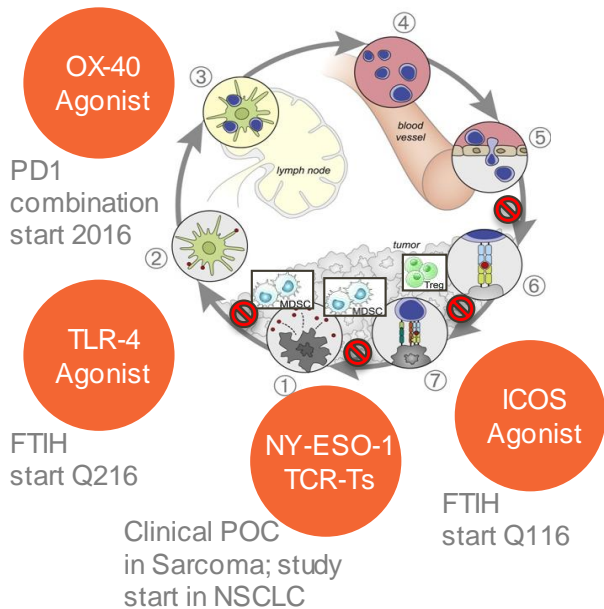 OX-40
Agonist
PD1
combination
start 2016
③
④
blood
vessel
⑤
lymph node
②
tumor
MDSC
MDSC
Treg
⑥
①
⑦
TLR-4
Agonist
FTIH
start Q216
NY-ESO-1
TCR-Ts
Clinical POC
in Sarcoma; study
start in NSCLC
ICOS
Agonist
FTIH
start Q116